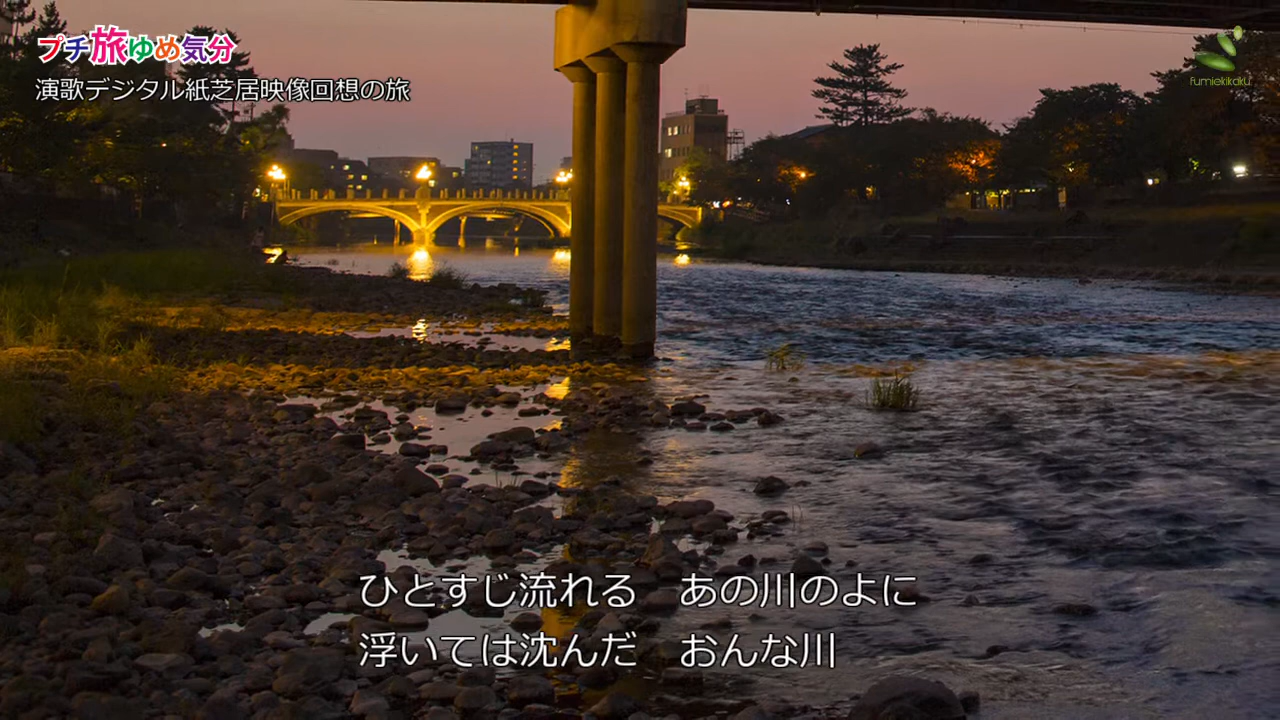 プチ旅ゆめ気分
演歌デジタル紙芝居映像回想の旅
Fumiekikaku
ひとすじ流れる　あの川のよに
浮いては沈んだ　おんな川